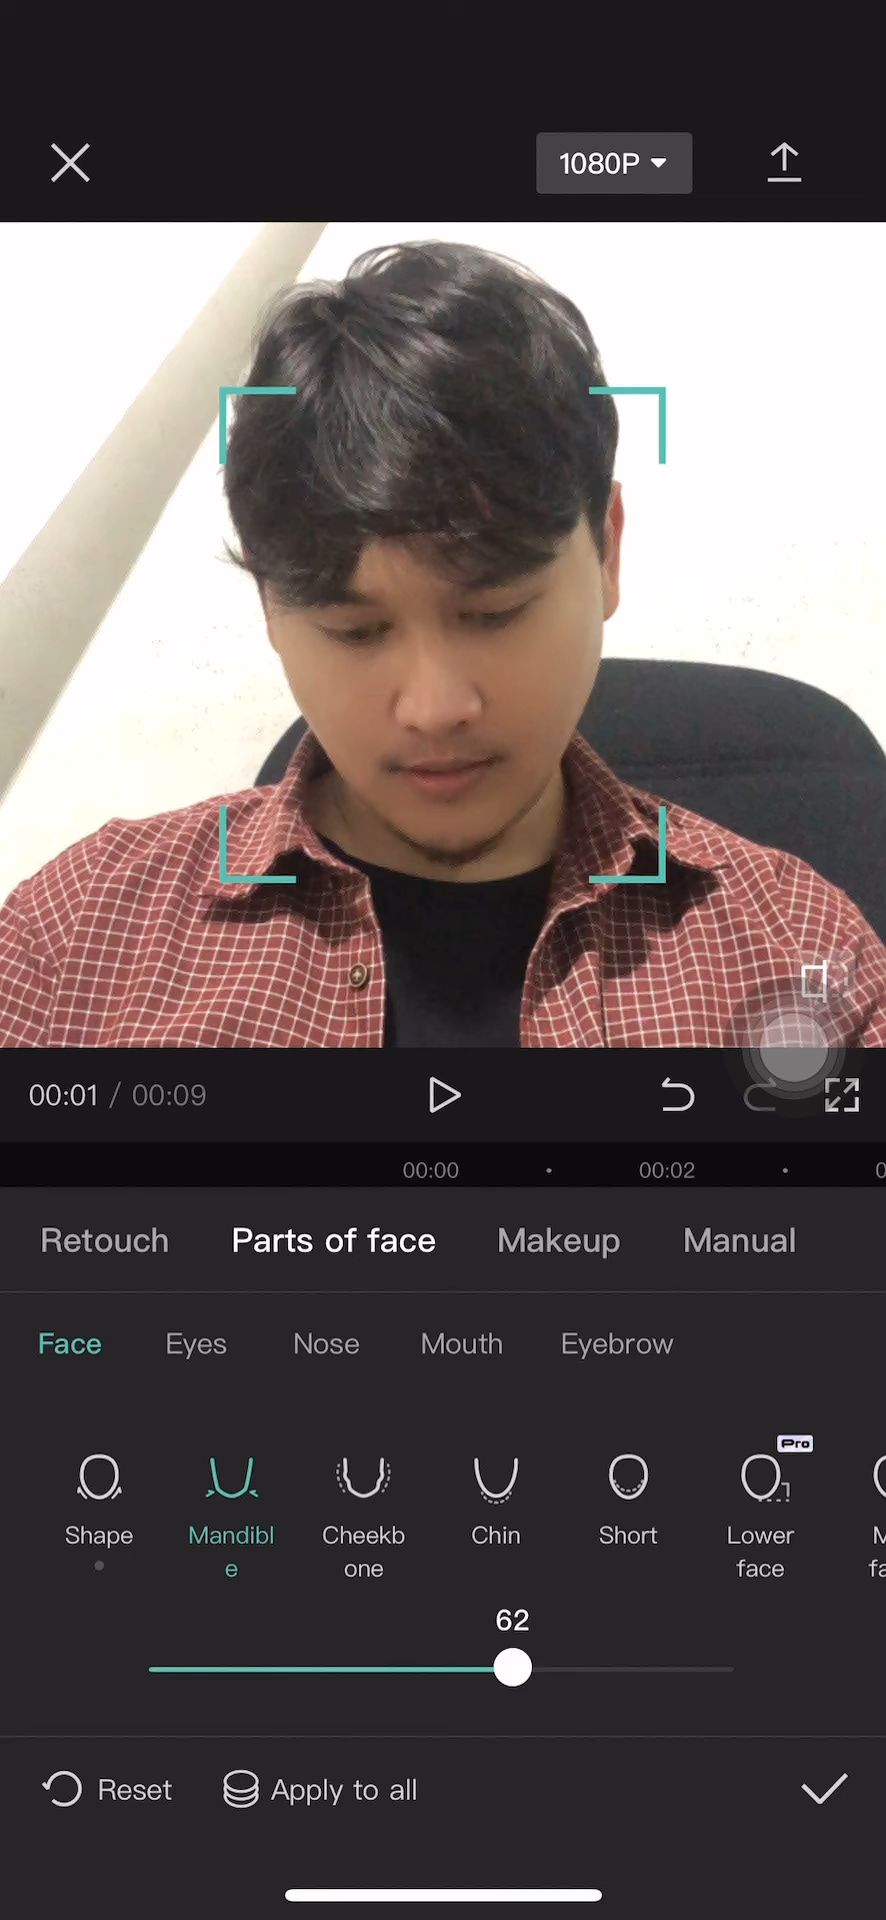 1080P
00:01 / 00:09
00:00 00:02
Retouch Parts of face Makeup Manual
Face Eyes Nose Mouth Eyebrow
Pro
Shape Mandibl Cheekb Chin Short Lower
e one face
62
Reset Apply to all